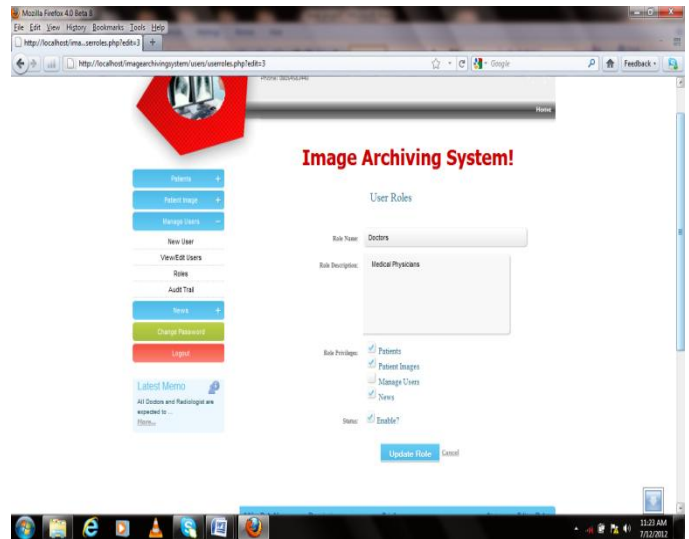 Mozilla Firefox 4.0 Beta 8
File Edit View History Bookmarks Tools Help
http://localhost/ima...serroles.php?edit=3
http://localhost/imagearchivingsystem/users/userroles.php?edit=3
Google
Feedback
Home
Image Archiving System!
Patients +
Patient Image +
Manage Users −
New User
View/Edit Users
Roles
Audit Trail
News +
Change Password
Logout
Latest Memo
All Doctors and Radiologist are
expected to ...
More...
User Roles
Role Name: Doctors
Role Description: Medical Physicians
Role Privileges: Patients
Patient Images
Manage Users
News
Status: Enable?
Update Role Cancel
11:23 AM
7/12/2012